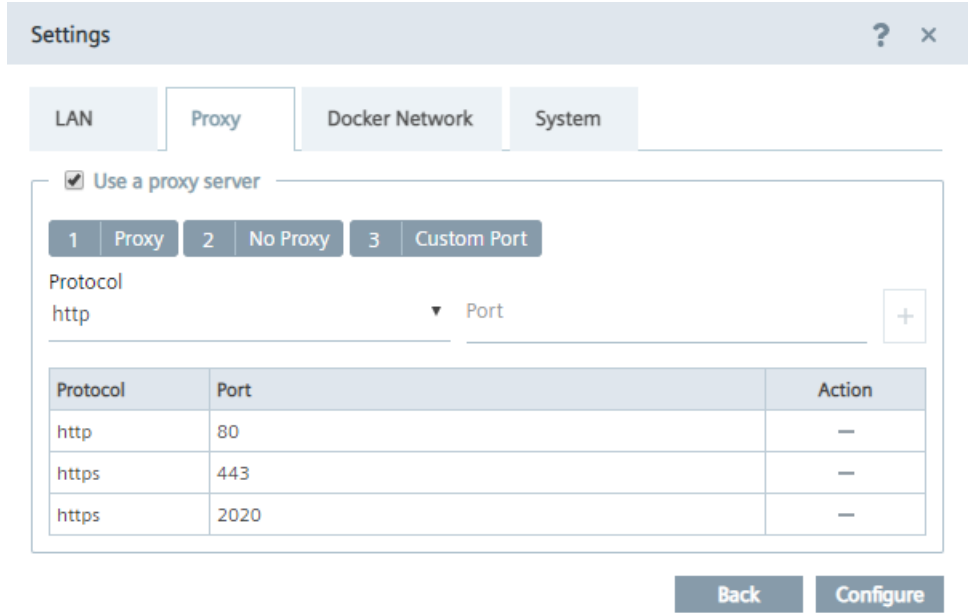 Settings ? ×
LAN Proxy Docker Network System
Use a proxy server
1 Proxy 2 No Proxy 3 Custom Port
Protocol
http ▼ Port +
Protocol Port Action
http 80 −
https 443 −
https 2020 −
Back Configure